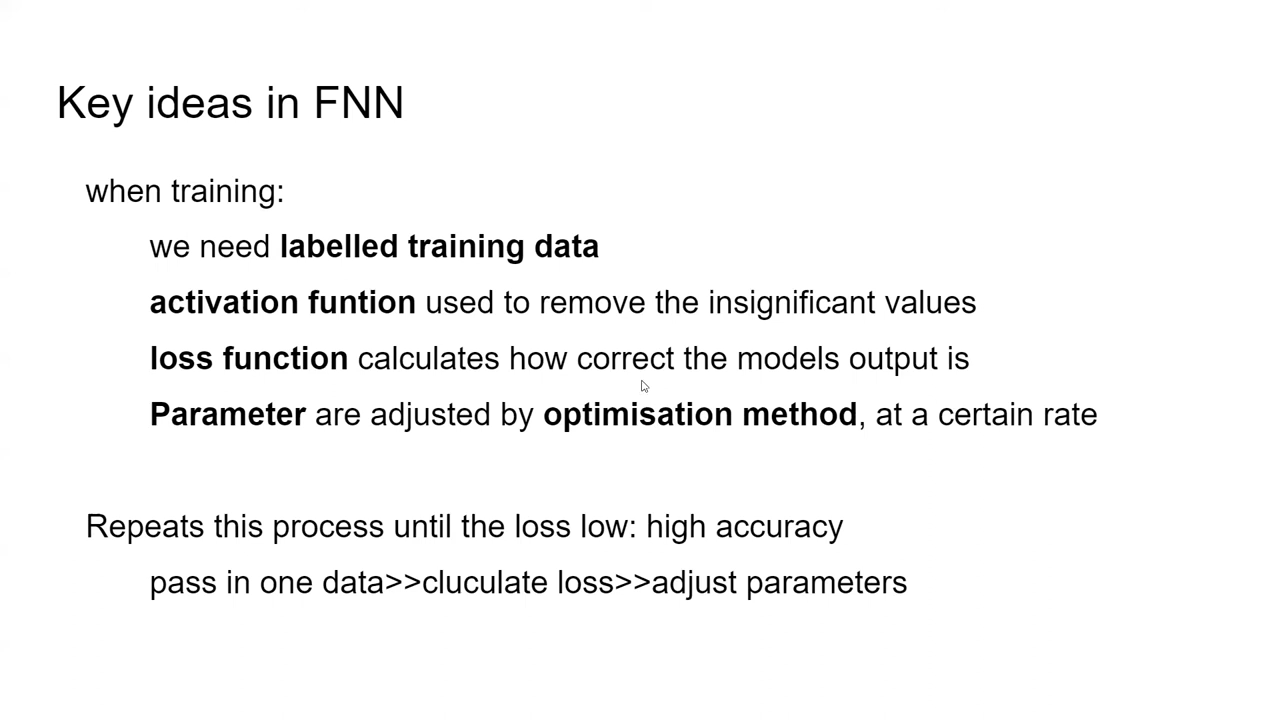 Key ideas in FNN
when training:
we need labelled training data
activation funtion used to remove the insignificant values
loss function calculates how correct the models output is
Parameter are adjusted by optimisation method, at a certain rate
Repeats this process until the loss low: high accuracy
pass in one data>>cluculate loss>>adjust parameters